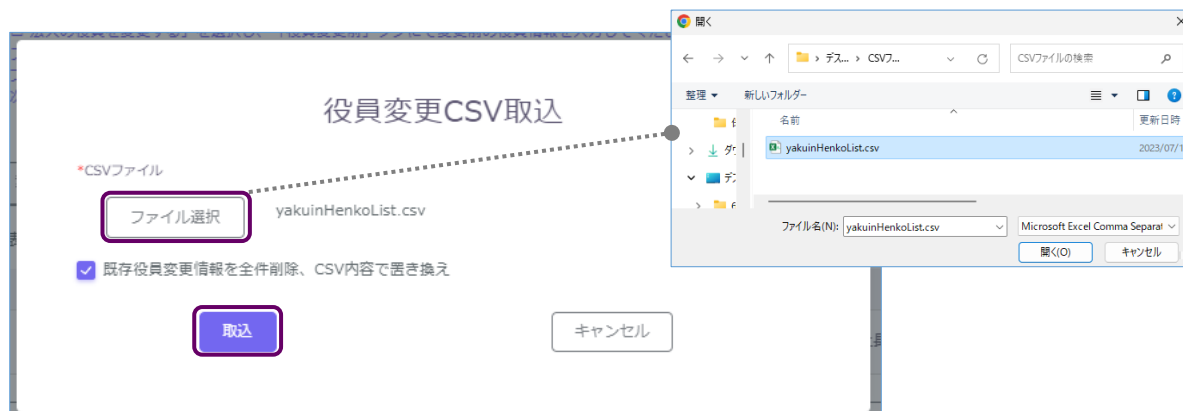 役員変更CSV取込
*CSVファイル
ファイル選択
yakuinHenkoList.csv
既存役員変更情報を全件削除、CSV内容で置き換え
取込
キャンセル
開く
デス... › CSVフ...
CSVファイルの検索
整理
新しいフォルダー
名前
更新日時
yakuinHenkoList.csv
2023/07/1
ファイル名(N):
yakuinHenkoList.csv
Microsoft Excel Comma Separat
開く(O)
キャンセル